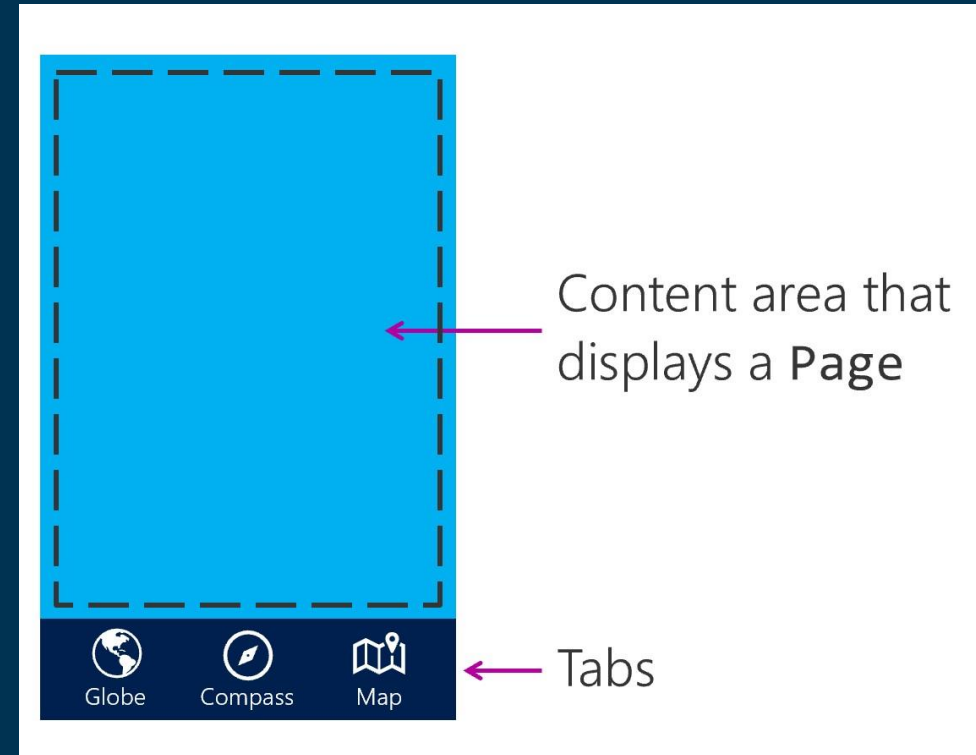 Content area that
displays a Page
Globe
Compass
Map
Tabs